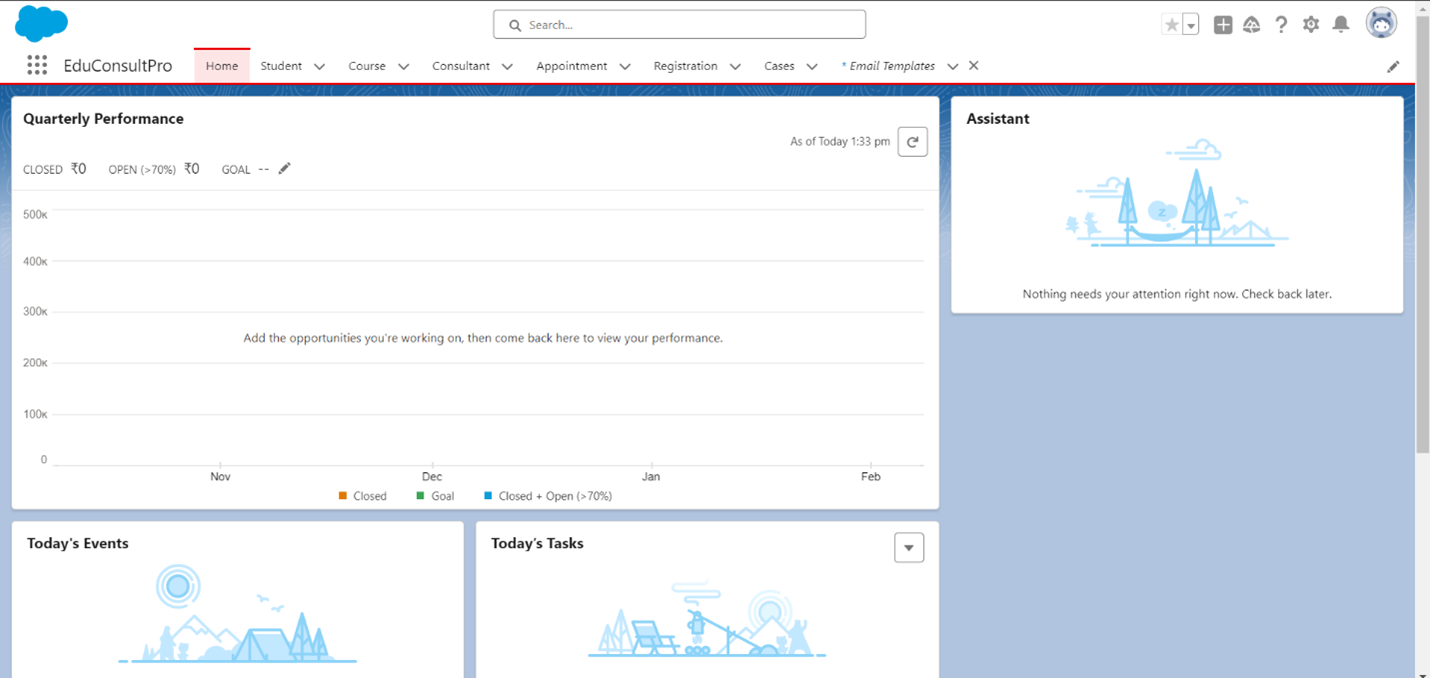 Search...
EduConsultPro Home Student Course Consultant Appointment Registration Cases * Email Templates
Quarterly Performance
As of Today 1:33 pm
CLOSED ₹0 OPEN (>70%) ₹0 GOAL --
500K
400K
300K
Add the opportunities you're working on, then come back here to view your performance.
200K
100K
0
Nov Dec Jan Feb
Closed Goal Closed + Open (>70%)
Assistant
z
Nothing needs your attention right now. Check back later.
Today's Events
Today's Tasks